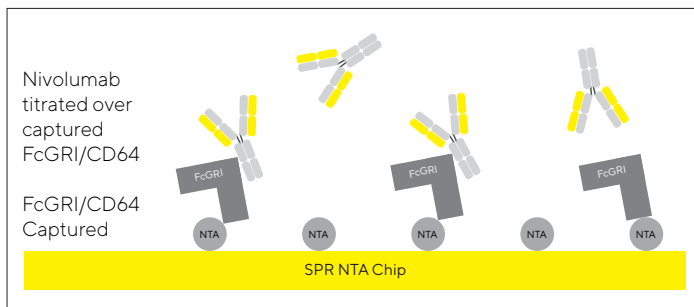 Nivolumab
titrated over
captured
FcGRI/CD64
FcGRI/CD64
Captured
FcGRI
FcGRI
FcGRI
NTA
NTA
NTA
NTA
NTA
SPR NTA Chip